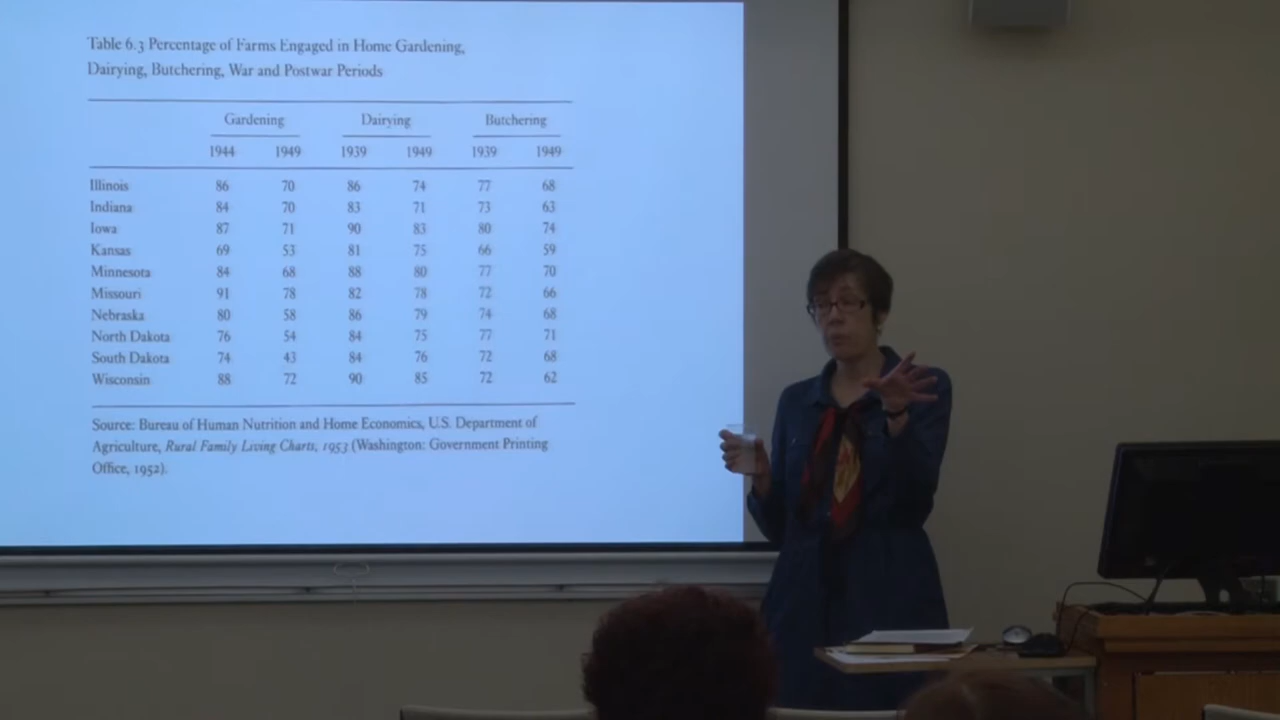 Table 6.3 Percentage of Farms Engaged in Home Gardening,
Dairying, Butchering, War and Postwar Periods
Gardening Dairying Butchering
1944 1949 1939 1949 1939 1949
Illinois 86 70 86 74 77 68
Indiana 84 70 83 71 73 63
Iowa 87 71 90 83 80 74
Kansas 69 53 81 75 66 59
Minnesota 84 68 88 80 77 70
Missouri 91 78 82 78 72 66
Nebraska 80 58 86 79 74 68
North Dakota 76 54 84 75 77 71
South Dakota 74 43 84 76 72 68
Wisconsin 88 72 90 85 72 62
Source: Bureau of Human Nutrition and Home Economics, U.S. Department of
Agriculture, Rural Family Living Charts, 1953 (Washington: Government Printing
Office, 1952).